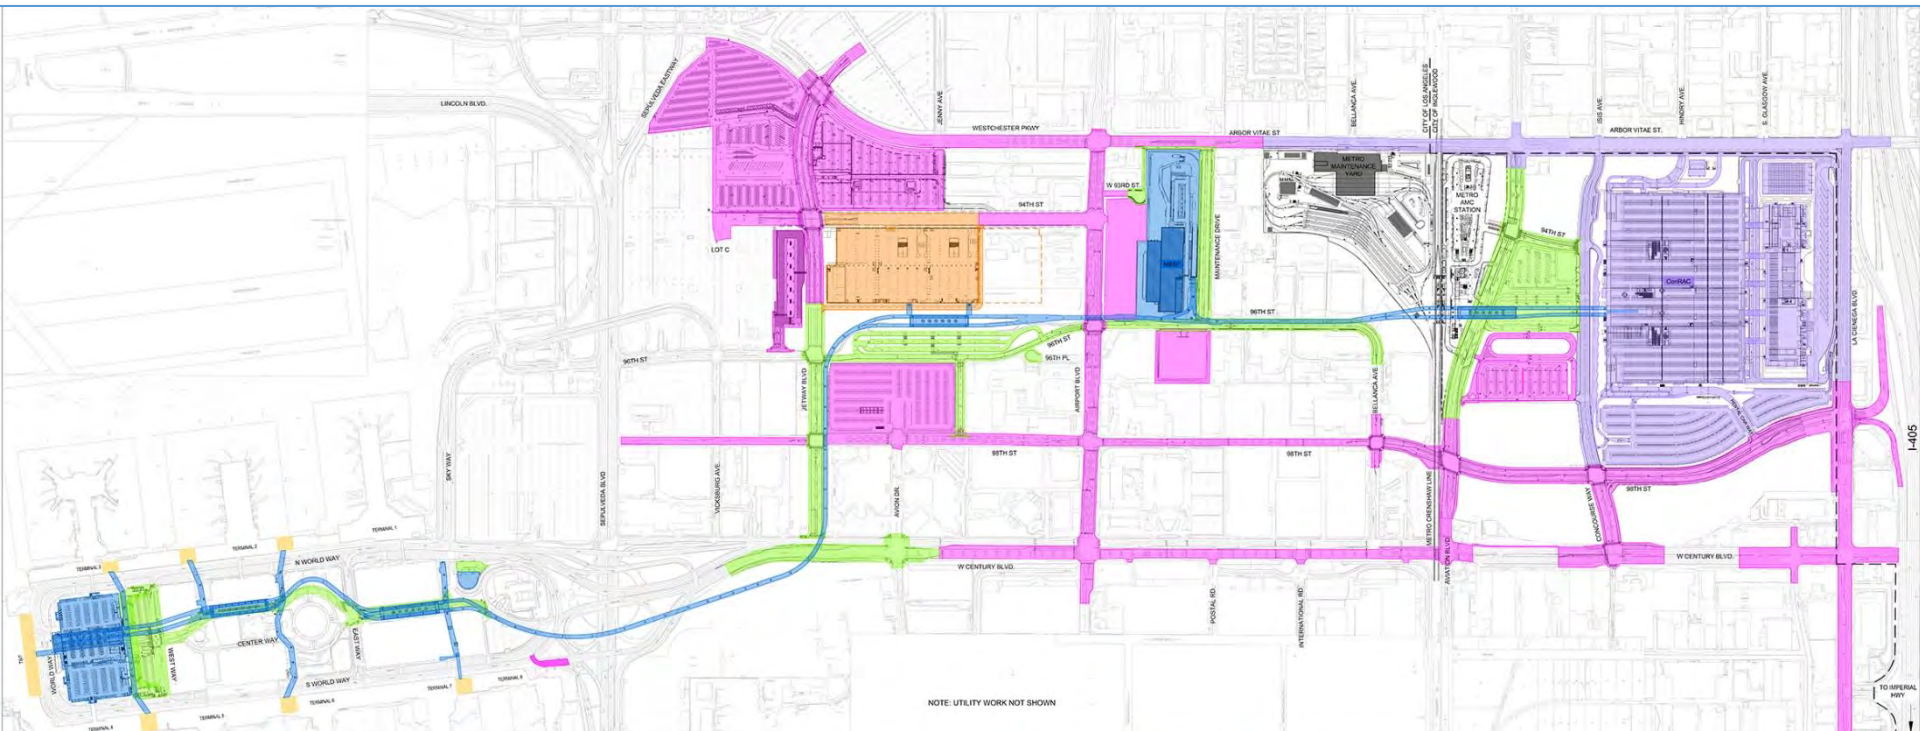 SEPULVEDA EASTWAY
LINCOLN BLVD.
JENNY AVE
WESTCHESTER PKWY
ARBOR VITAE ST
BELLANCA AVE.
CITY OF LOS ANGELES
CITY OF INGLEWOOD
ISIS AVE.
HINDRY AVE.
S. GLASGOW AVE.
ARBOR VITAE ST.
METRO
MAINTENANCE
YARD
METRO
AMC
STATION
W 93RD ST.
94TH ST
MAINTENANCE DRIVE
94TH ST
LOT C
ConRAC
96TH ST
LA CIENEGA BLVD.
96TH ST
96TH ST
96TH PL
JETWAY BLVD
AIRPORT BLVD
BELLANCA AVE
I-405
98TH ST
98TH ST
98TH ST
SKY WAY
SEPULVEDA BLVD
VICKSBURG AVE.
AVION DR.
METRO CRENSHAW LINE
AVIATION BLVD.
CONCOURSE WAY
W CENTURY BLVD.
W CENTURY BLVD.
POSTAL RD.
INTERNATIONAL RD.
TERMINAL 1
TERMINAL 2
TERMINAL 3
N WORLD WAY
CENTER WAY
EAST WAY
WEST WAY
WORLD WAY
S WORLD WAY
TERMINAL 7
TERMINAL 8
TERMINAL 6
TERMINAL 5
TERMINAL 4
NOTE: UTILITY WORK NOT SHOWN
TO IMPERIAL
HWY